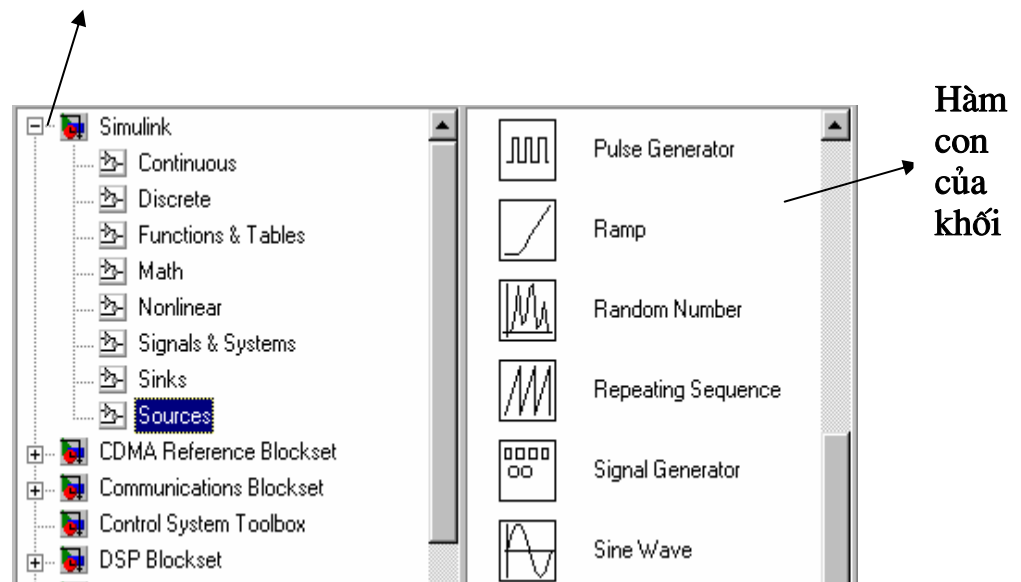 Simulink
Continuous
Discrete
Functions & Tables
Math
Nonlinear
Signals & Systems
Sinks
Sources
CDMA Reference Blockset
Communications Blockset
Control System Toolbox
DSP Blockset
Pulse Generator
Ramp
Random Number
Repeating Sequence
Signal Generator
Sine Wave
Hàm
con
của
khối